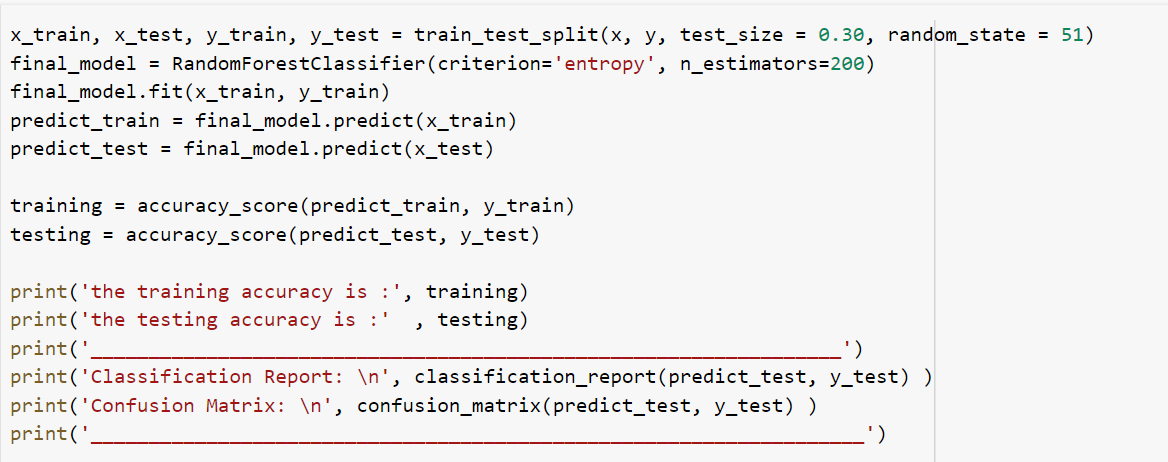 x_train, x_test, y_train, y_test = train_test_split(x, y, test_size = 0.30, random_state = 51)
final_model = RandomForestClassifier(criterion='entropy', n_estimators=200)
final_model.fit(x_train, y_train)
predict_train = final_model.predict(x_train)
predict_test = final_model.predict(x_test)
training = accuracy_score(predict_train, y_train)
testing = accuracy_score(predict_test, y_test)
print('the training accuracy is :', training)
print('the testing accuracy is :'  , testing)
print('_________________________________________________________________')
print('Classification Report: \n', classification_report(predict_test, y_test) )
print('Confusion Matrix: \n', confusion_matrix(predict_test, y_test) )
print('___________________________________________________________________')